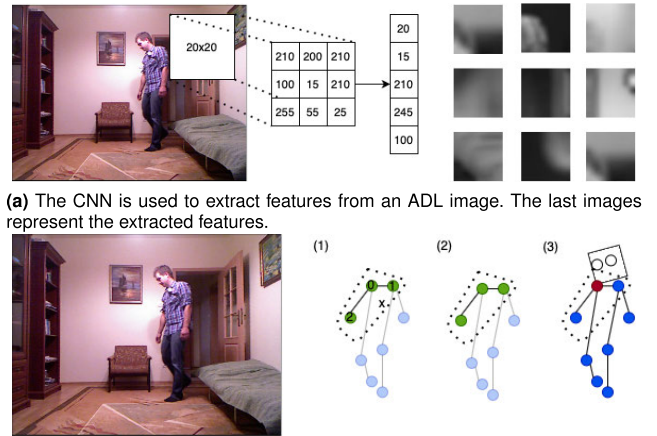 20x20
210 200 210
100 15 210
255 55 25
20
15
210
245
100
(a) The CNN is used to extract features from an ADL image. The last images
represent the extracted features.
(1) (2) (3)
0 1
x
2